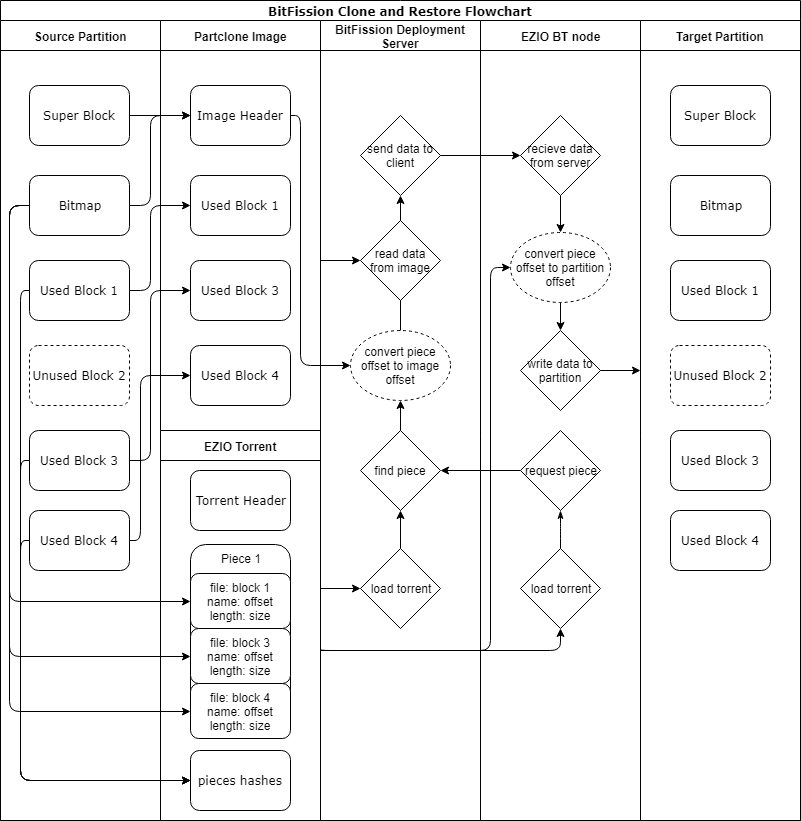 BitFission Clone and Restore Flowchart
Source Partition
Partclone Image
BitFission Deployment
Server
EZIO BT node
Target Partition
Super Block
Bitmap
Used Block 1
Unused Block 2
Used Block 3
Used Block 4
Image Header
Used Block 1
Used Block 3
Used Block 4
EZIO Torrent
Torrent Header
Piece 1
file: block 1
name: offset
length: size
file: block 3
name: offset
length: size
file: block 4
name: offset
length: size
pieces hashes
send data to
client
read data
from image
convert piece
offset to image
offset
find piece
load torrent
recieve data
from server
convert piece
offset to partition
offset
write data to
partition
request piece
load torrent
Super Block
Bitmap
Used Block 1
Unused Block 2
Used Block 3
Used Block 4